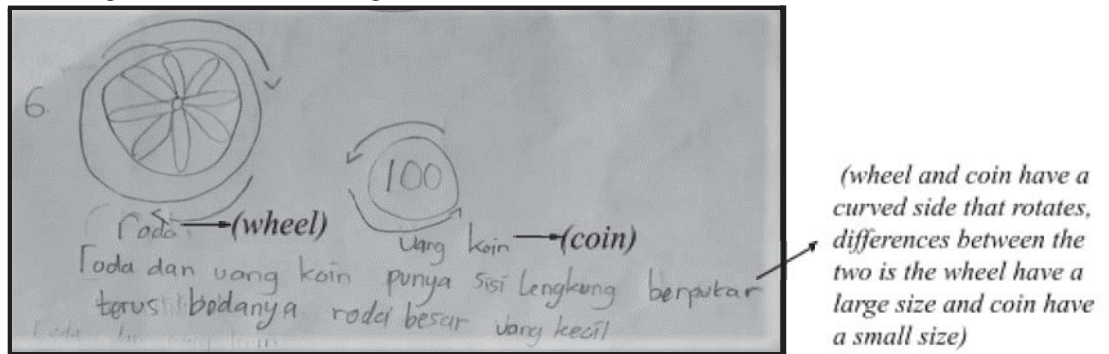 6
100
roda (wheel)
uang koin (coin)
roda dan uang koin punya sisi lengkung berputar
terus bedanya roda besar uang kecil
(wheel and coin have a
curved side that rotates,
differences between the
two is the wheel have a
large size and coin have
a small size)